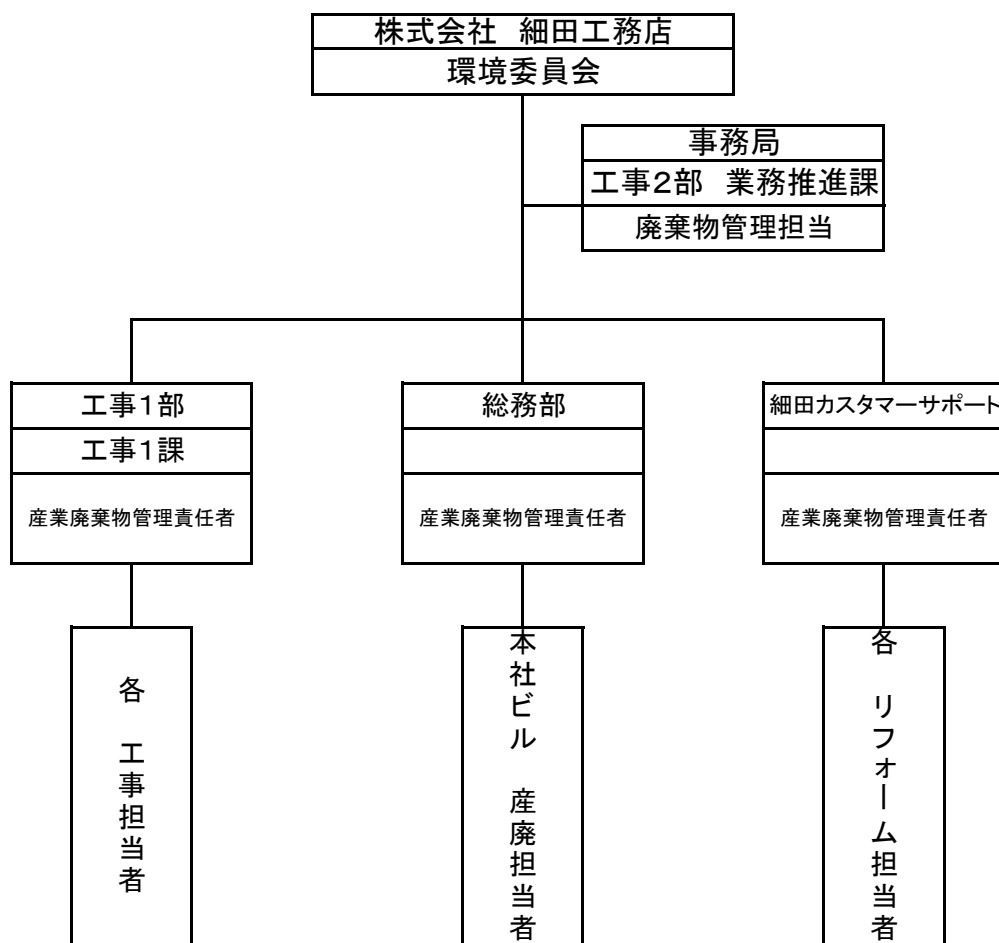 株式会社　細田工務店
環境委員会
事務局
工事２部　業務推進課
廃棄物管理担当
工事１部
工事１課
産業廃棄物管理責任者
総務部
産業廃棄物管理責任者
細田カスタマーサポート
産業廃棄物管理責任者
各　工事担当者
本社ビル　産廃担当者
各　リフォーム担当者